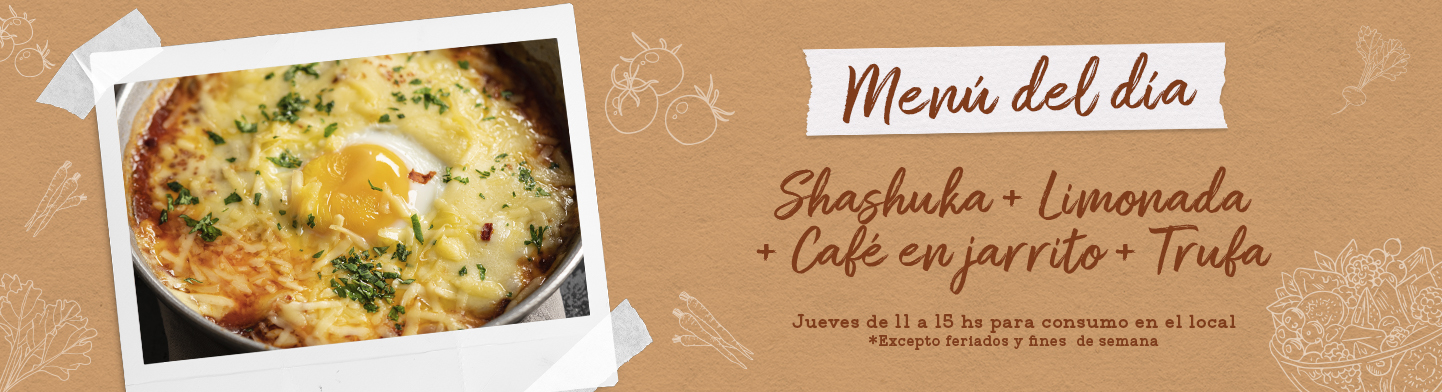 Menú del día
Shashuka + Limonada
+ Café en jarrito + Trufa
Jueves de 11 a 15 hs para consumo en el local
*Excepto feriados y fines de semana